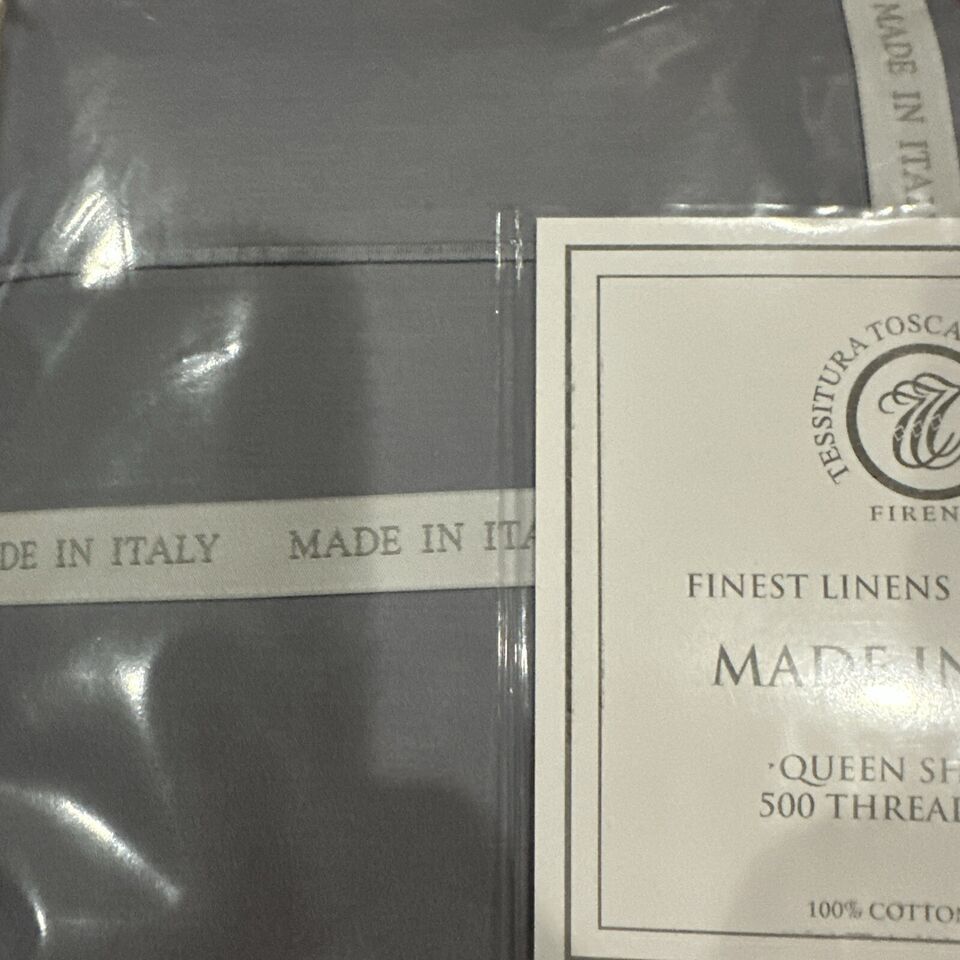 MADE IN ITA
TESSITURA TOSCA
FIREN
DE IN ITALY MADE IN ITA
FINEST LINENS
MADE IN
·QUEEN SH
500 THREAD
100% COTTON